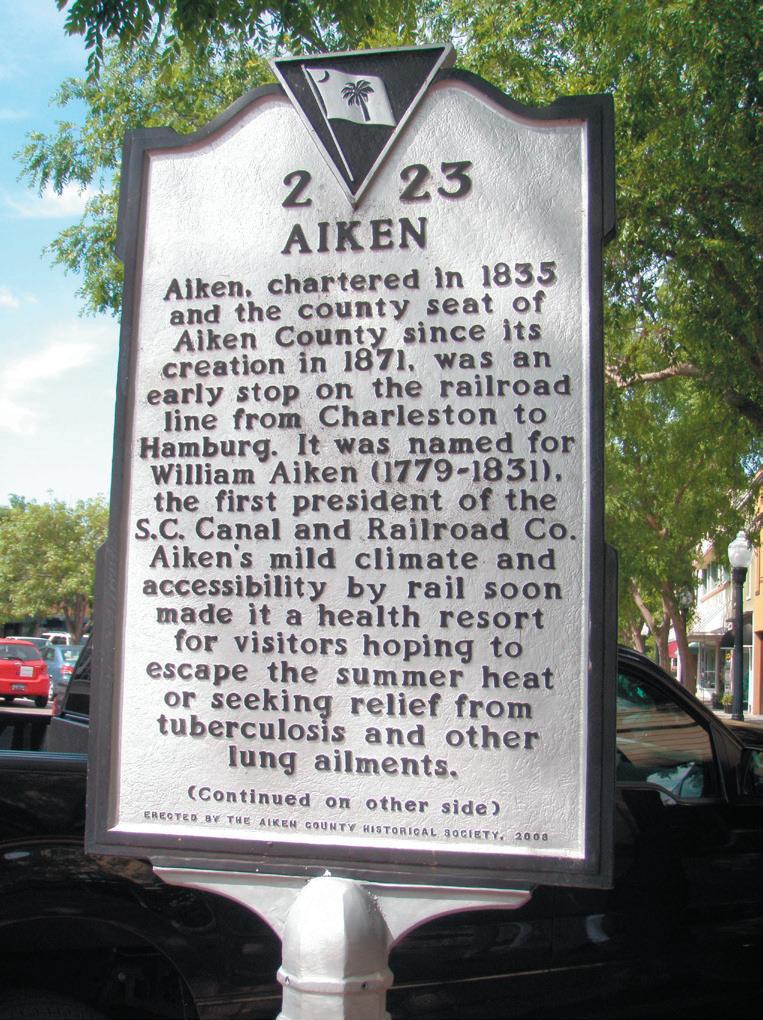 2 23
AIKEN
Aiken, chartered in 1835
and the county seat of
Aiken County since its
creation in 1871, was an
early stop on the railroad
line from Charleston to
Hamburg. It was named for
William Aiken (1779-1831),
the first president of the
S.C. Canal and Railroad Co.
Aiken's mild climate and
accessibility by rail soon
made it a health resort
for visitors hoping to
escape the summer heat
or seeking relief from
tuberculosis and other
lung ailments.
(Continued on other side)
ERECTED BY THE AIKEN COUNTY HISTORICAL SOCIETY, 2008